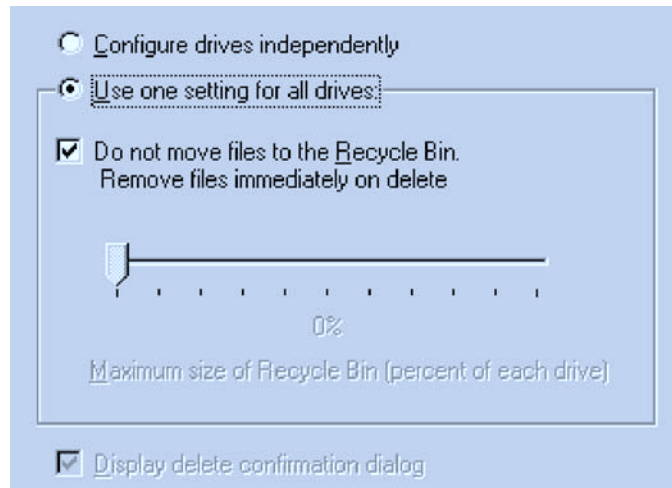 Configure drives independently
Use one setting for all drives:
Do not move files to the Recycle Bin.
Remove files immediately on delete
0%
Maximum size of Recycle Bin (percent of each drive)
Display delete confirmation dialog